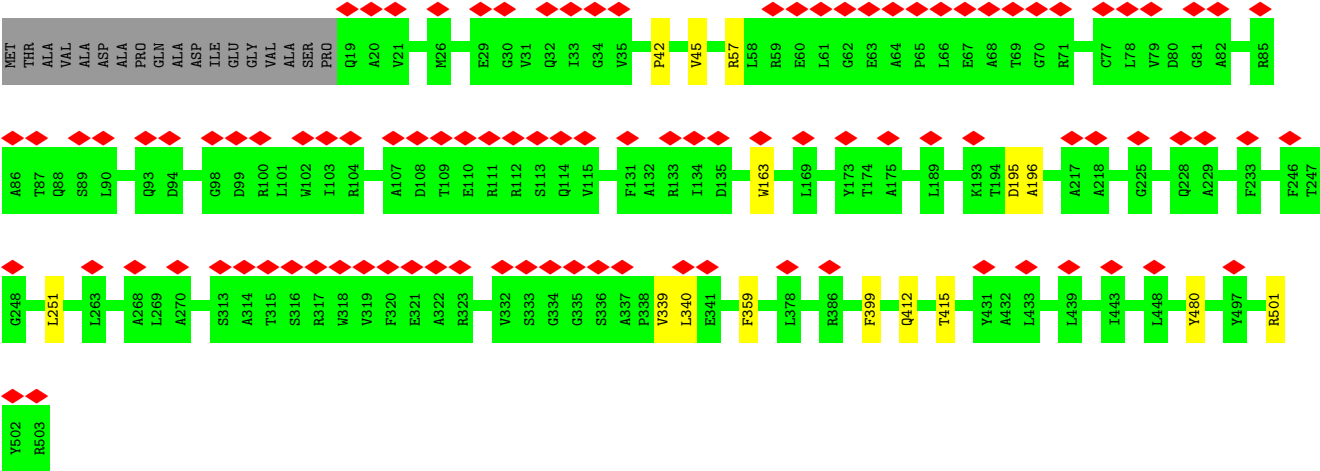 MET THR ALA VAL ALA ASP ALA PRO GLN ALA ASP ILE GLU GLY VAL ALA SER PRO Q19 A20 V21 M26 E29 G30 V31 Q32 I33 G34 V35 P42 V45 R57 L58 R59 E60 L61 G62 E63 A64 P65 L66 E67 A68 T69 G70 R71 C77 L78 V79 D80 G81 A82 R85
A86 T87 Q88 S89 L90 Q93 D94 G98 D99 R100 L101 W102 I103 R104 A107 D108 T109 E110 R111 R112 S113 Q114 V115 F131 A132 R133 I134 D135 W163 L169 Y173 T174 A175 L189 K193 T194 D195 A196 A217 A218 G225 Q228 A229 F233 F246 T247
G248 L251 L263 A268 L269 A270 S313 A314 T315 S316 R317 W318 V319 F320 E321 A322 R323 V332 S333 G334 G335 S336 A337 P338 V339 L340 E341 F359 L378 R386 F399 Q412 T415 Y431 A432 L433 L439 I443 L448 Y480 Y497 R501
Y502 R503